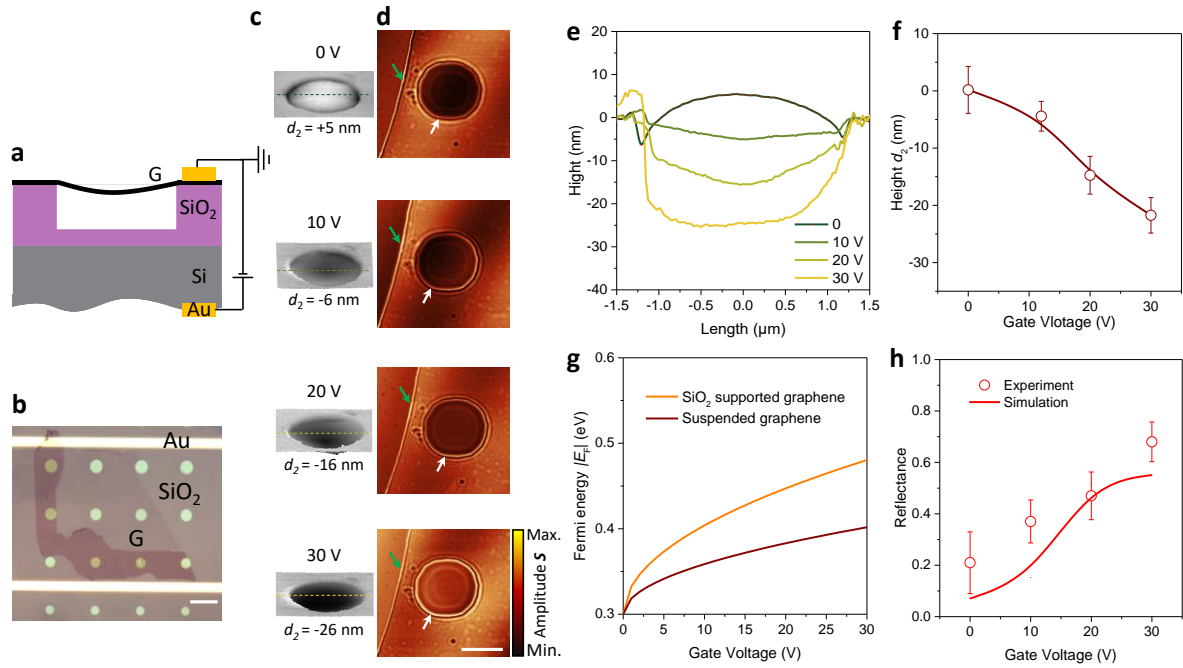 a
G
SiO2
Si
Au
b
Au
SiO2
G
c
0 V
d2 = +5 nm
10 V
d2 = -6 nm
20 V
d2 = -16 nm
30 V
d2 = -26 nm
d
Max.
Amplitude S
Min.
e
20
10
0
-10
-20
-30
-40
Hight (nm)
0
10 V
20 V
30 V
-1.5 -1.0 -0.5 0.0 0.5 1.0 1.5
Length (μm)
f
10
0
-10
-20
-30
-40
Height d2 (nm)
0 10 20 30
Gate Vlotage (V)
g
0.6
0.5
0.4
0.3
Fermi energy |EF| (eV)
SiO2 supported graphene
Suspended graphene
0 5 10 15 20 25 30
Gate Voltage (V)
h
1.0
0.8
0.6
0.4
0.2
0.0
Reflectance
Experiment
Simulation
0 10 20 30
Gate Voltage (V)